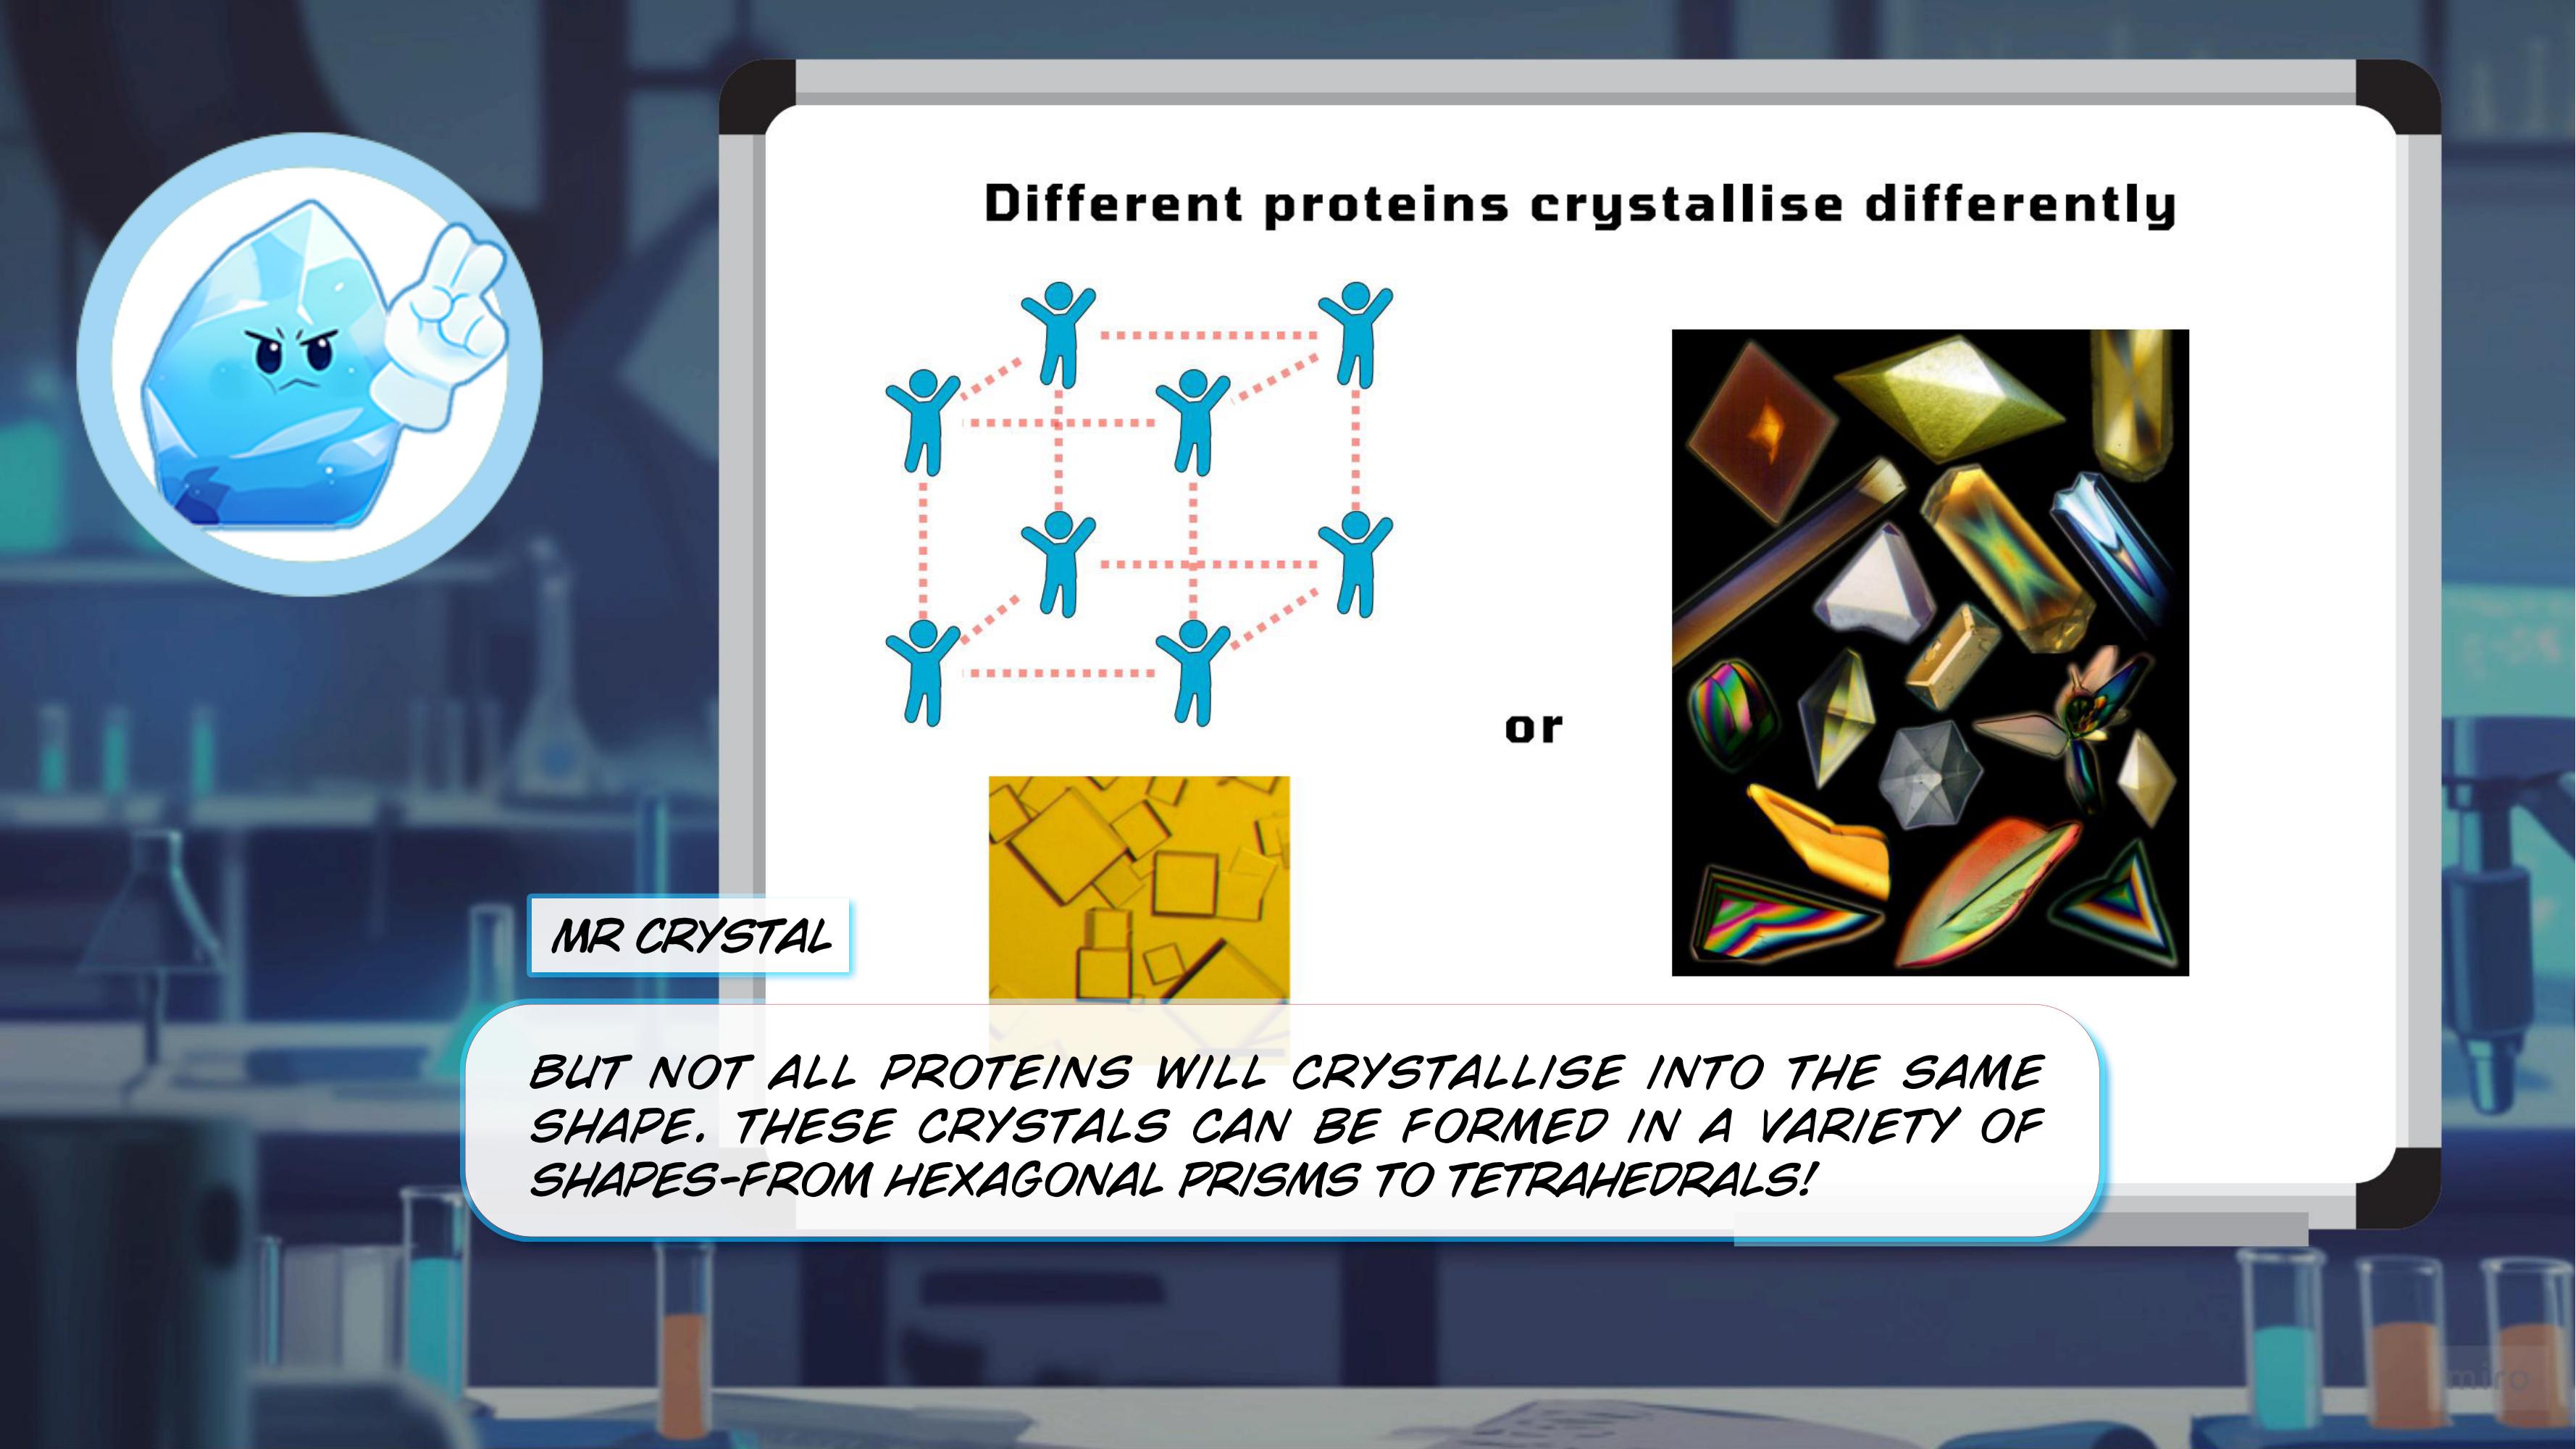 Different proteins crystallise differently
or
MR CRYSTAL
BUT NOT ALL PROTEINS WILL CRYSTALLISE INTO THE SAME
SHAPE. THESE CRYSTALS CAN BE FORMED IN A VARIETY OF
SHAPES-FROM HEXAGONAL PRISMS TO TETRAHEDRALS!
miro